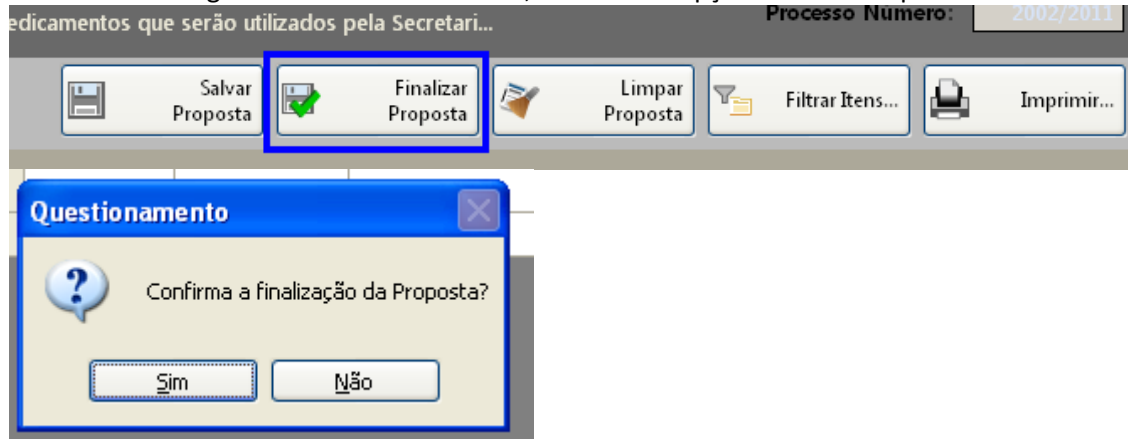 edicamentos que serão utilizados pela Secretari...
Processo Número: 2002/2011
Salvar
Proposta
Finalizar
Proposta
Limpar
Proposta
Filtrar Itens...
Imprimir...
Questionamento
Confirma a finalização da Proposta?
Sim
Não